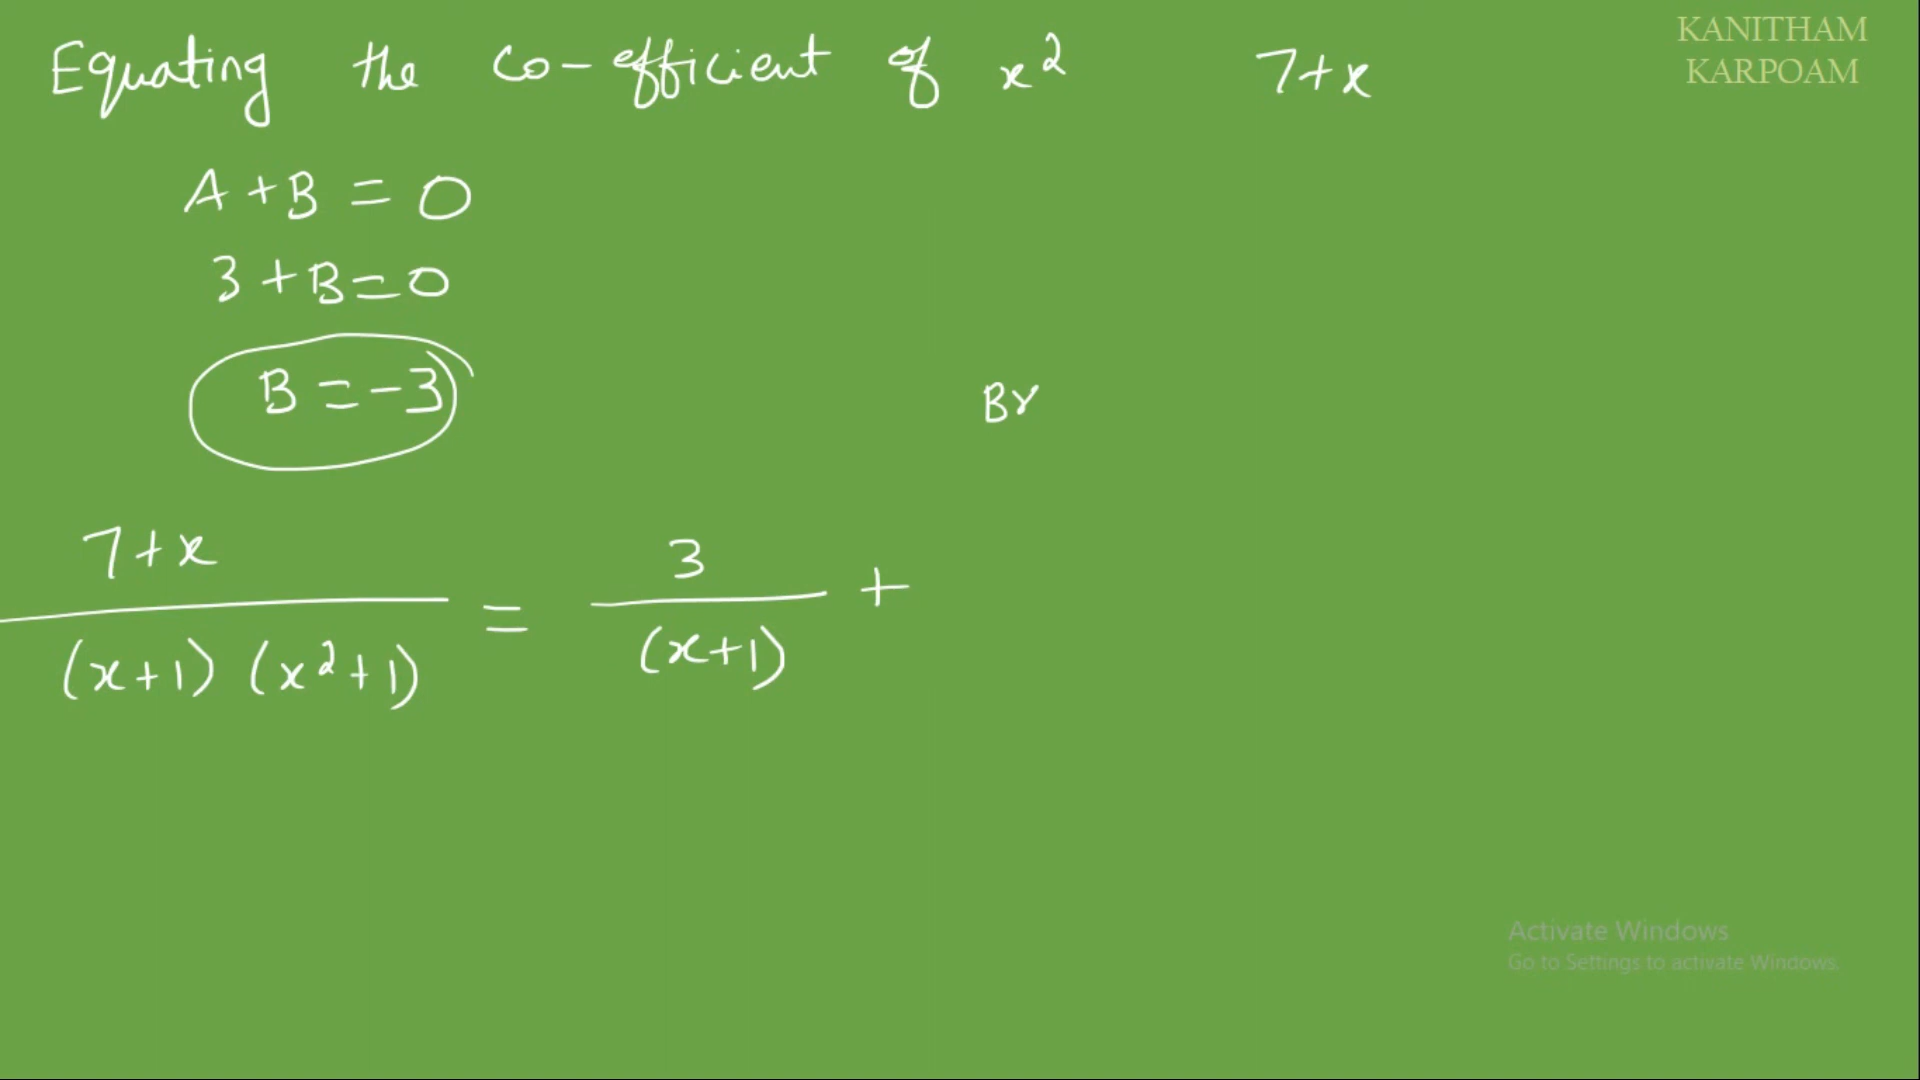 Equating the co-efficient of x² 7+x
KANITHAM
KARPOAM
A+B=0
3+B=0
B=-3
Bx
7+x / (x+1)(x²+1) = 3 / (x+1) +
Activate Windows
Go to Settings to activate Windows.